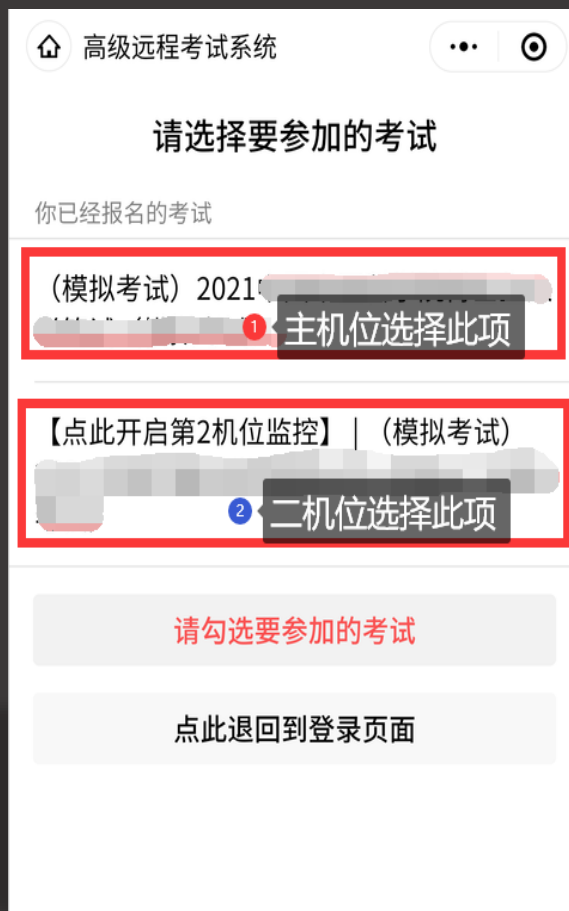 高级远程考试系统
请选择要参加的考试
你已经报名的考试
（模拟考试）2021
1 主机位选择此项
【点此开启第2机位监控】 | （模拟考试）
2 二机位选择此项
请勾选要参加的考试
点此退回到登录页面